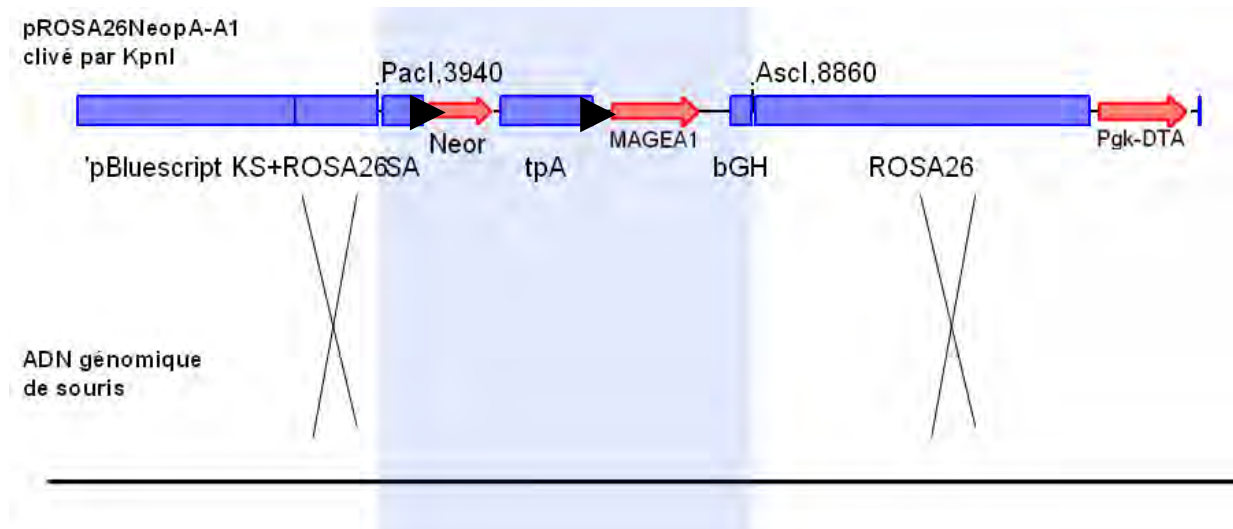 pROSA26NeopA-A1
clivé par KpnI
PacI,3940
AscI,8860
Neor
MAGEA1
Pgk-DTA
'pBluescript KS+ROSA26SA
tpA
bGH
ROSA26
ADN génomique
de souris